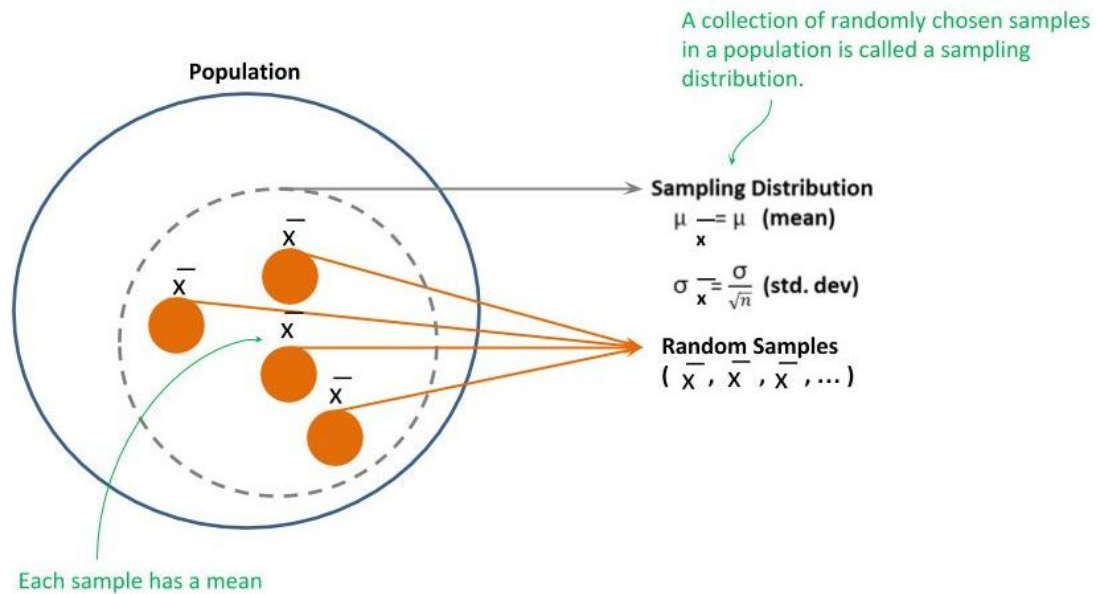 A collection of randomly chosen samples
in a population is called a sampling
distribution.
Population
Sampling Distribution
μ x̄ = μ (mean)
σ x̄ = σ/√n (std. dev)
x̄
x̄
x̄
x̄
Random Samples
( x̄ , x̄ , x̄ , ... )
Each sample has a mean